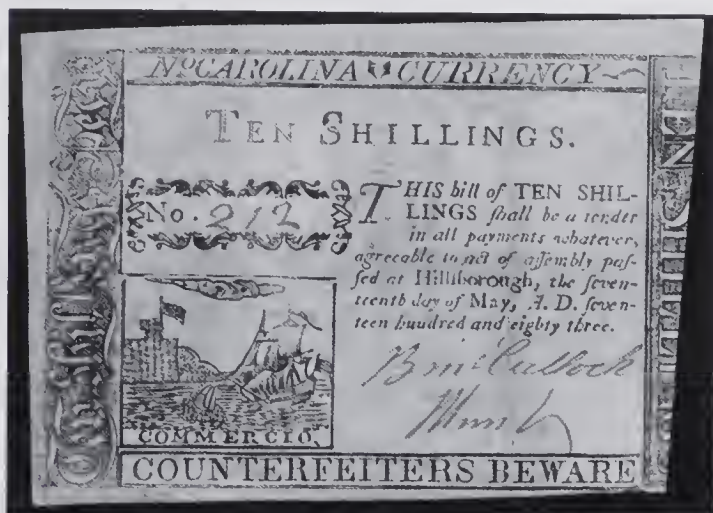 No CAROLINA CURRENCY
TEN SHILLINGS.
No. 212
THIS bill of TEN SHIL-
LINGS ſhall be a tender
in all payments whatever,
agreeable to act of aſſembly paſ-
ſed at Hillſborough, the ſeven-
teenth day of May, A. D. ſeven-
teen hundred and eighty three.
B McCulloch
COMMERCIO.
COUNTERFEITERS BEWARE